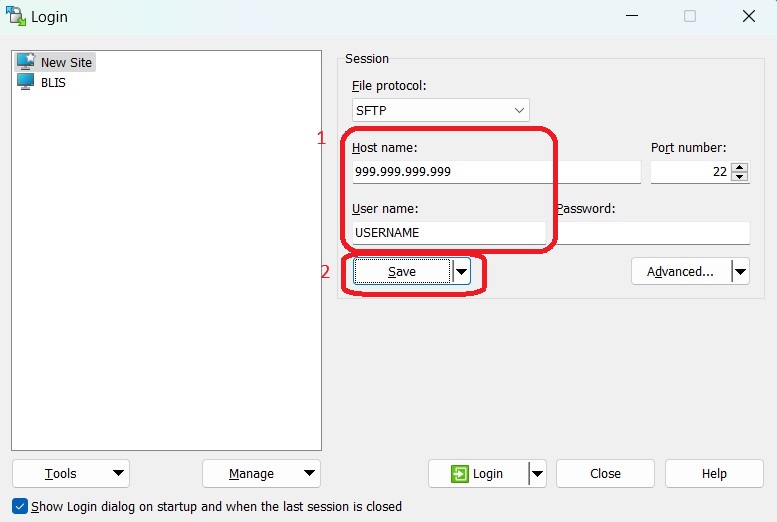 Login
New Site
BLIS
Session
File protocol:
SFTP
1
Host name:
Port number:
999.999.999.999
22
User name:
Password:
USERNAME
2
Save
Advanced...
Tools
Manage
Login
Close
Help
Show Login dialog on startup and when the last session is closed